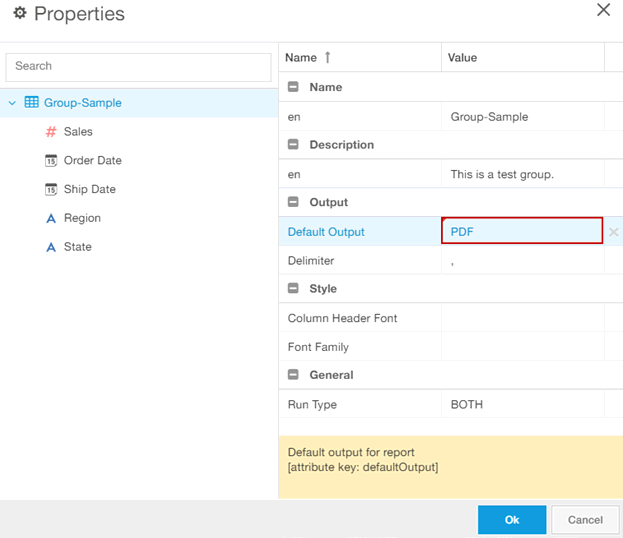 Properties
Search
Group-Sample
Sales
15 Order Date
15 Ship Date
Region
State
Name Value
Name
en Group-Sample
Description
en This is a test group.
Output
Default Output PDF
Delimiter ,
Style
Column Header Font
Font Family
General
Run Type BOTH
Default output for report
[attribute key: defaultOutput]
Ok Cancel